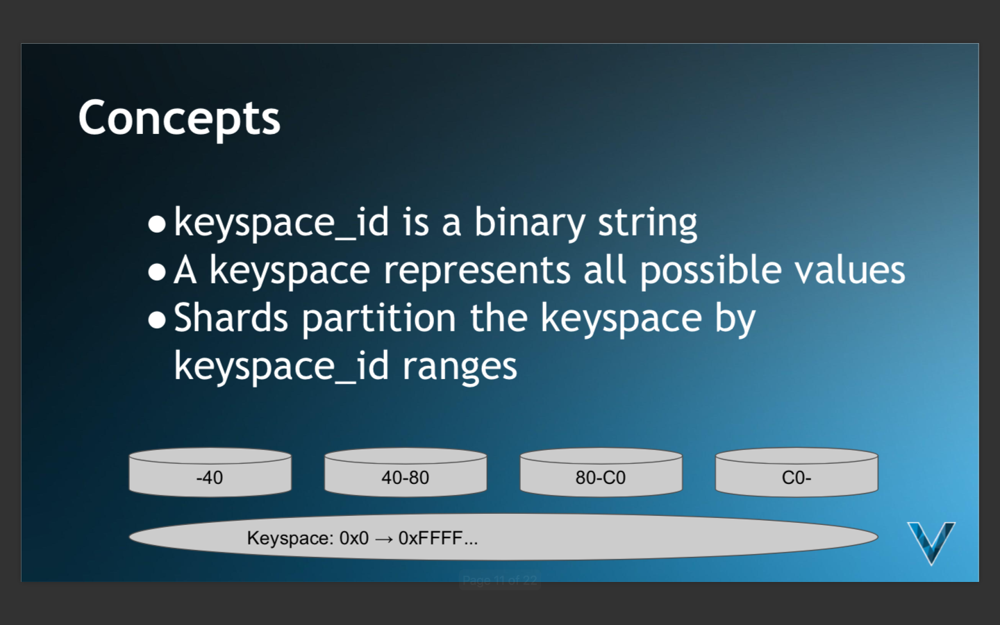 Concepts
●keyspace_id is a binary string
●A keyspace represents all possible values
●Shards partition the keyspace by
keyspace_id ranges
-40
40-80
80-C0
C0-
Keyspace: 0x0 → 0xFFFF...
Page 11 of 22